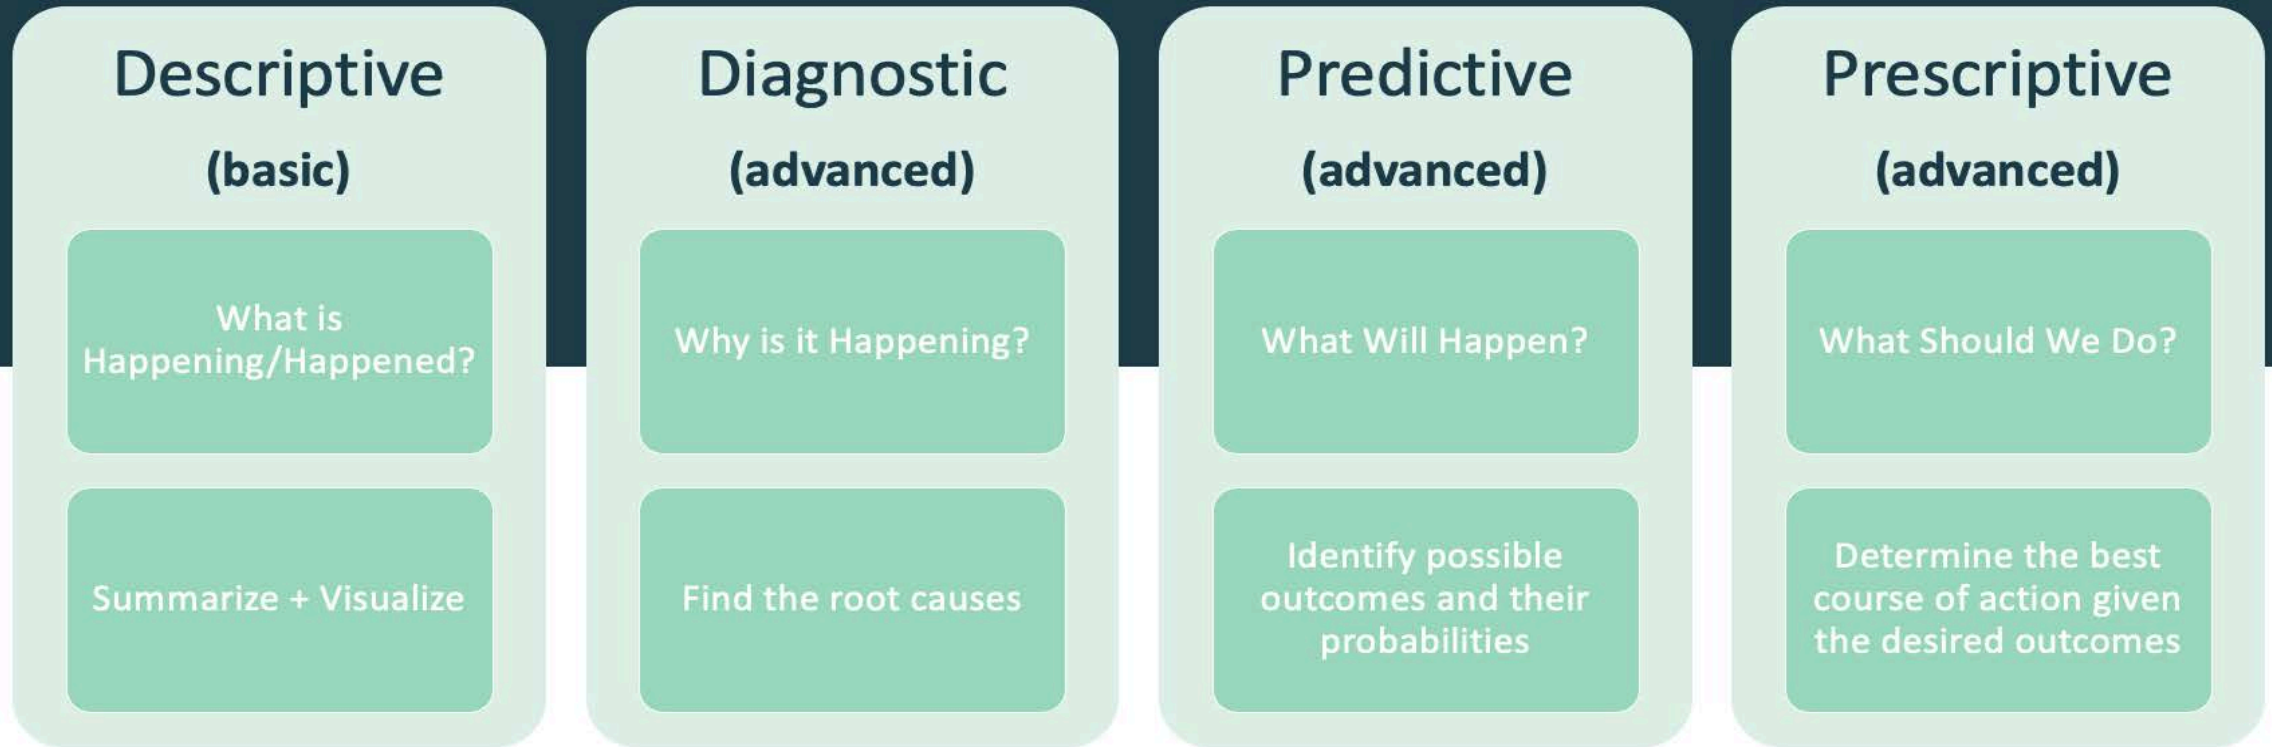 Descriptive
(basic)
What is
Happening/Happened?
Summarize + Visualize
Diagnostic
(advanced)
Why is it Happening?
Find the root causes
Predictive
(advanced)
What Will Happen?
Identify possible
outcomes and their
probabilities
Prescriptive
(advanced)
What Should We Do?
Determine the best
course of action given
the desired outcomes